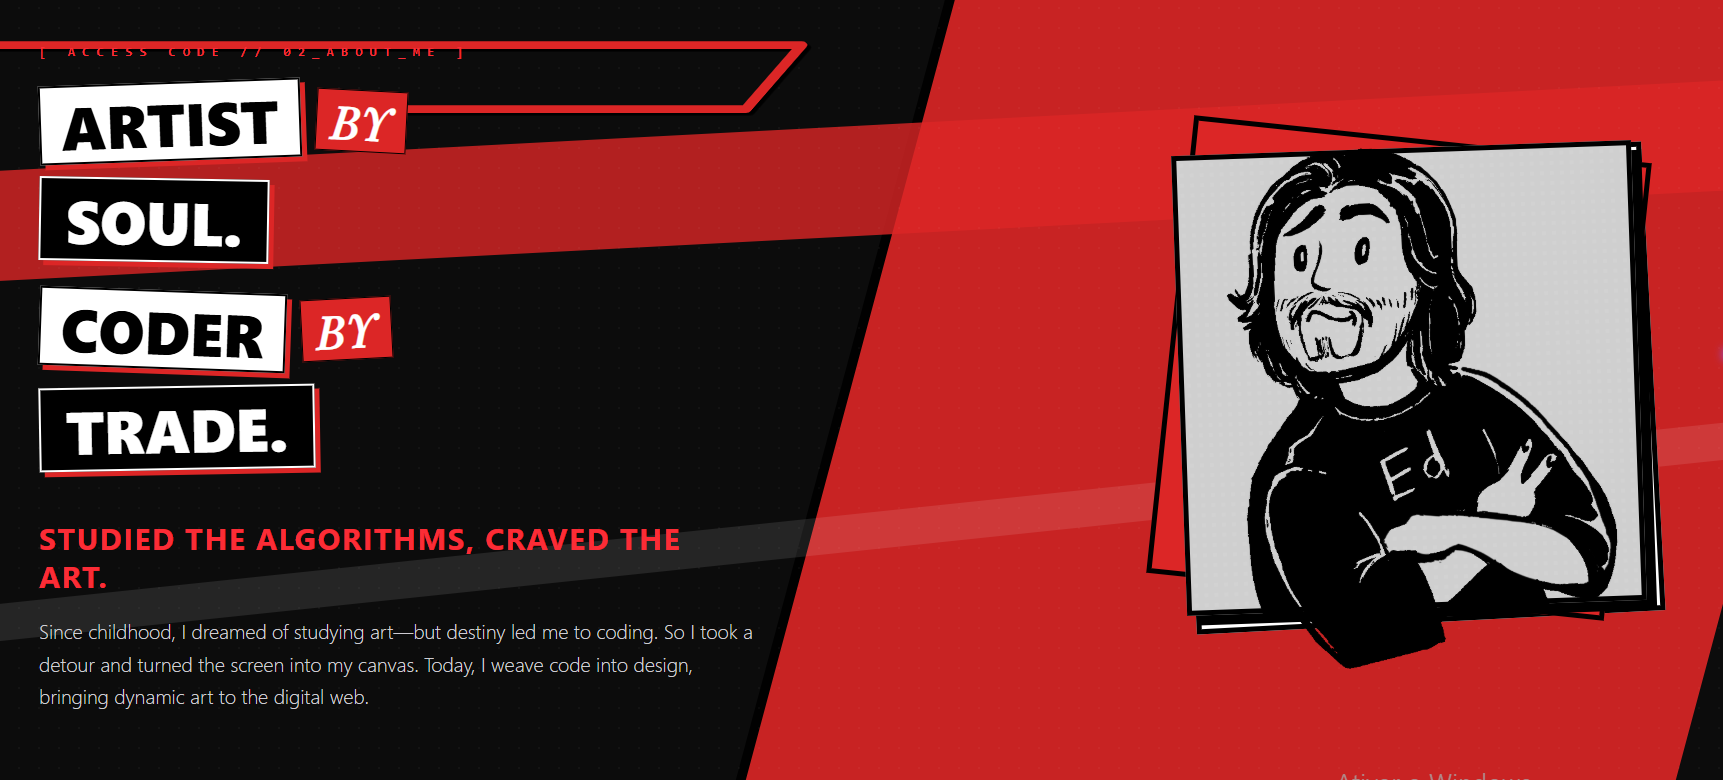 [ ACCESS CODE // 02_ABOUT_ME ]
ARTIST BY
SOUL.
CODER BY
TRADE.
STUDIED THE ALGORITHMS, CRAVED THE
ART.
Since childhood, I dreamed of studying art—but destiny led me to coding. So I took a
detour and turned the screen into my canvas. Today, I weave code into design,
bringing dynamic art to the digital web.
Ed